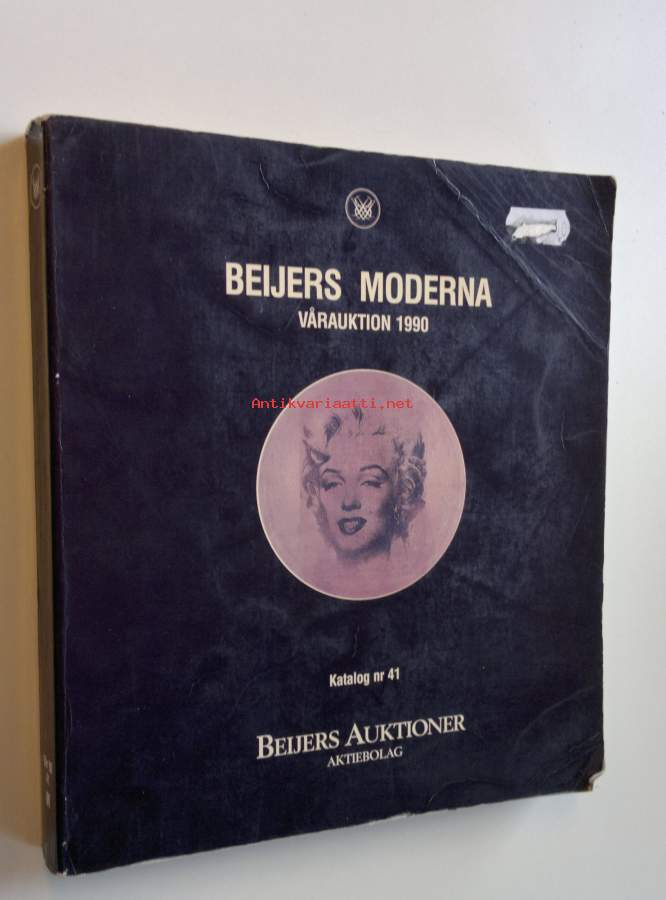 BEIJERS MODERNA
VÅRAUKTION 1990
Antikvariaatti.net
Katalog nr 41
BEIJERS AUKTIONER
AKTIEBOLAG